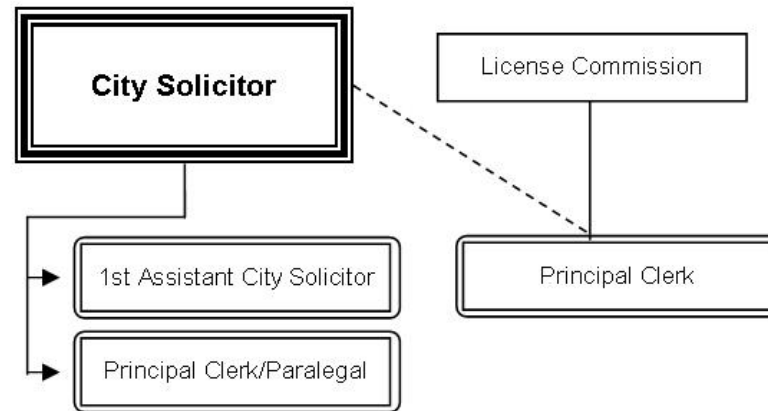 City Solicitor
License Commission
1st Assistant City Solicitor
Principal Clerk
Principal Clerk/Paralegal